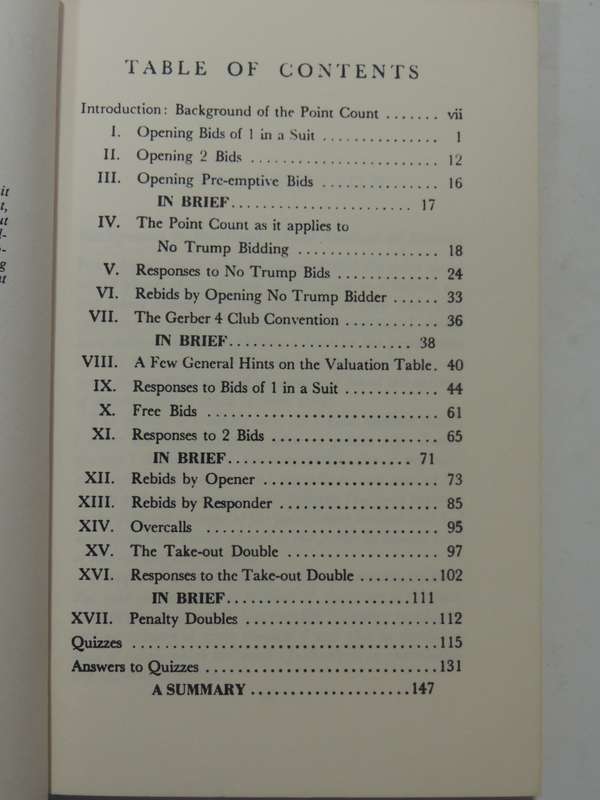 TABLE OF CONTENTS
Introduction: Background of the Point Count ....... vii
I. Opening Bids of 1 in a Suit ............... 1
II. Opening 2 Bids ........................ 12
III. Opening Pre-emptive Bids ............... 16
IN BRIEF....................... 17
IV. The Point Count as it applies to
No Trump Bidding .................. 18
V. Responses to No Trump Bids ............. 24
VI. Rebids by Opening No Trump Bidder ...... 33
VII. The Gerber 4 Club Convention ............ 36
IN BRIEF....................... 38
VIII. A Few General Hints on the Valuation Table. 40
IX. Responses to Bids of 1 in a Suit ............ 44
X. Free Bids ............................. 61
XI. Responses to 2 Bids ..................... 65
IN BRIEF....................... 71
XII. Rebids by Opener ...................... 73
XIII. Rebids by Responder .................... 85
XIV. Overcalls ............................. 95
XV. The Take-out Double ................... 97
XVI. Responses to the Take-out Double ..........102
IN BRIEF.......................111
XVII. Penalty Doubles ........................112
Quizzes .......................................115
Answers to Quizzes .............................131
A SUMMARY ....................147
it
t,
ut
d-
g
at